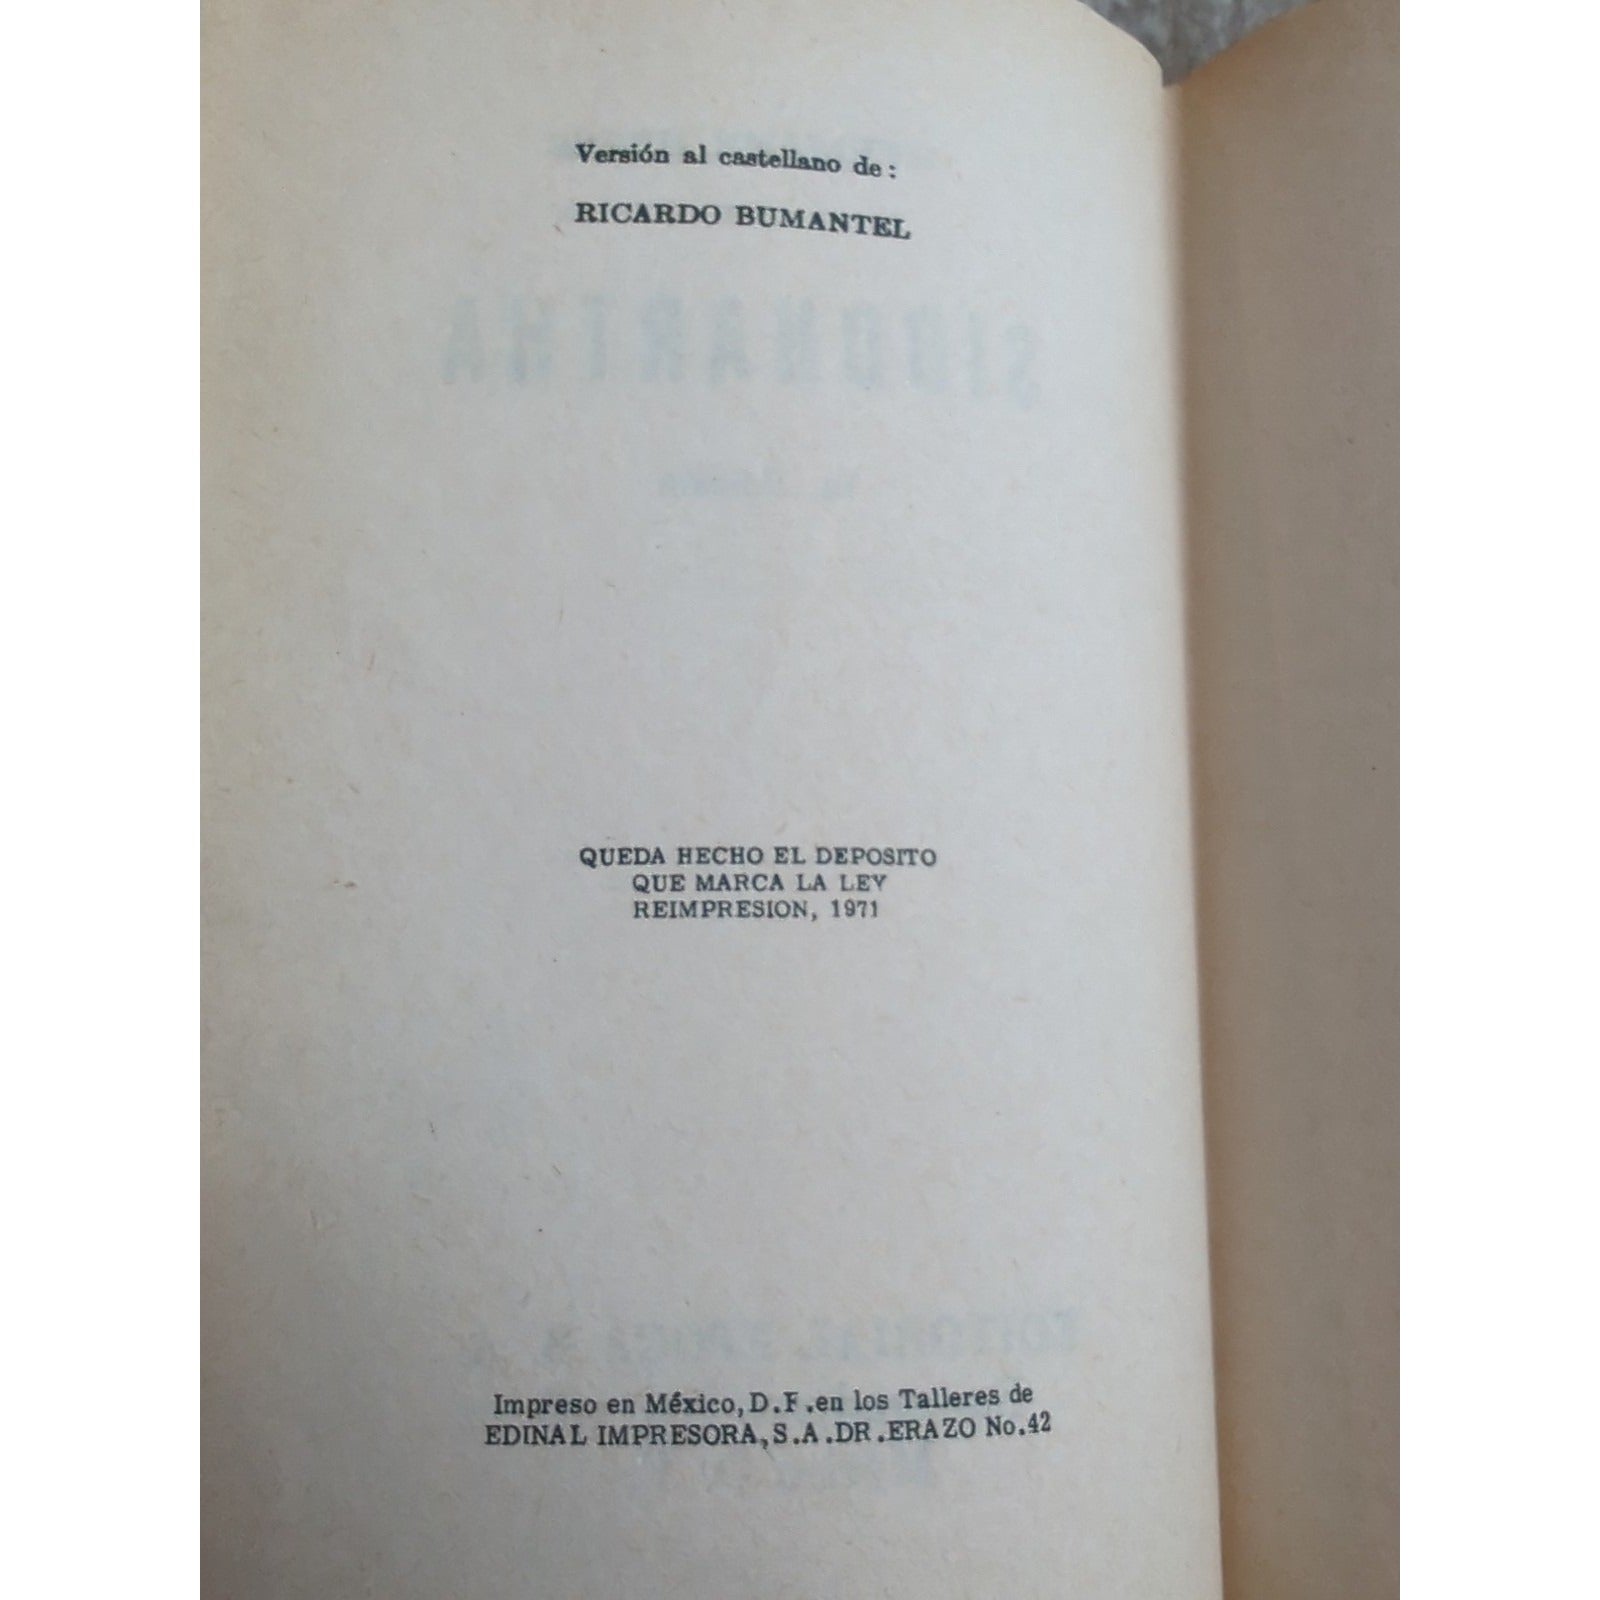 Versión al castellano de:
RICARDO BUMANTEL
SIDDHARTHA
QUEDA HECHO EL DEPOSITO
QUE MARCA LA LEY
REIMPRESION, 1971
Impreso en México, D.F. en los Talleres de
EDINAL IMPRESORA, S.A. DR. ERAZO No. 42